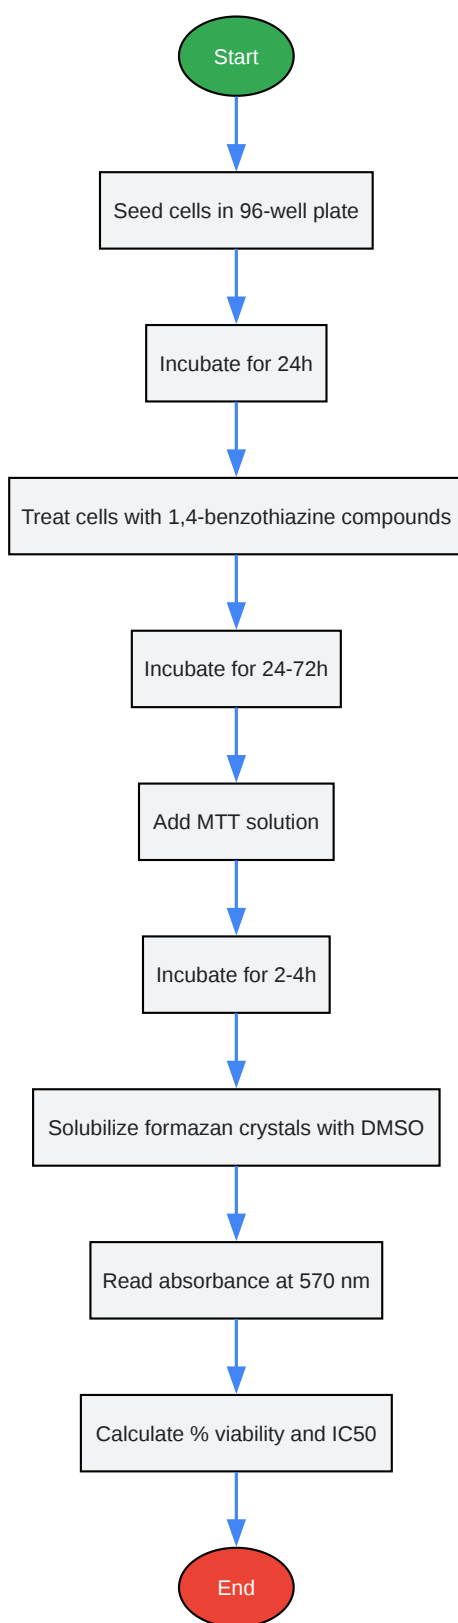 Start
Seed cells in 96-well plate
Incubate for 24h
Treat cells with 1,4-benzothiazine compounds
Incubate for 24-72h
Add MTT solution
Incubate for 2-4h
Solubilize formazan crystals with DMSO
Read absorbance at 570 nm
Calculate % viability and IC50
End